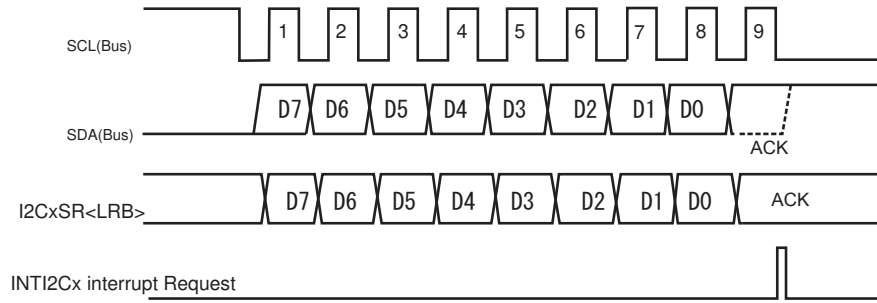 SCL(Bus) 1 2 3 4 5 6 7 8 9
SDA(Bus) D7 D6 D5 D4 D3 D2 D1 D0
ACK
I2CxSR<LRB> D7 D6 D5 D4 D3 D2 D1 D0 ACK
INTI2Cx interrupt Request